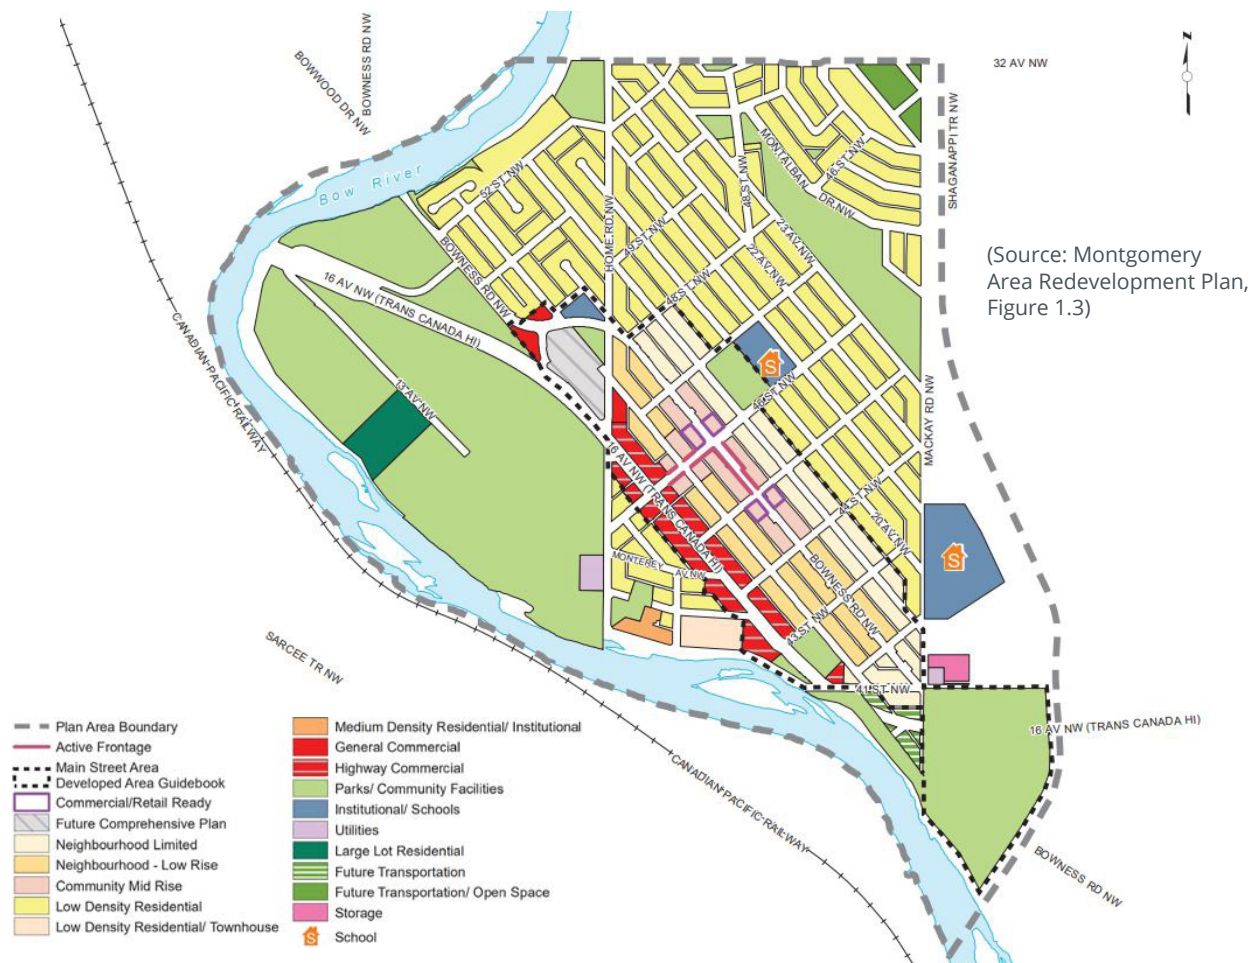 BOWNESS RD NW
BOWWOOD DR NW
32 AV NW
N
SHAGANAPPI TR NW
MONTALBAN
DR NW
46 ST NW
48 ST NW
52 ST NW
Bow River
HOME RD NW
49 ST NW
23 AV NW
22 AV NW
48 ST NW
BOWNESS RD NW
16 AV NW (TRANS CANADA HI)
(Source: Montgomery
Area Redevelopment Plan,
Figure 1.3)
CANADIAN PACIFIC RAILWAY
13 AV NW
S
46 ST NW
MACKAY RD NW
16 AV NW (TRANS CANADA HI)
44 ST NW
20 AV NW
S
MONTEREY AV NW
BOWNESS RD NW
43 ST NW
SARCEE TR NW
41 ST NW
16 AV NW (TRANS CANADA HI)
CANADIAN PACIFIC RAILWAY
BOWNESS RD NW
Plan Area Boundary
Active Frontage
Main Street Area
Developed Area Guidebook
Commercial/Retail Ready
Future Comprehensive Plan
Neighbourhood Limited
Neighbourhood - Low Rise
Community Mid Rise
Low Density Residential
Low Density Residential/ Townhouse
Medium Density Residential/ Institutional
General Commercial
Highway Commercial
Parks/ Community Facilities
Institutional/ Schools
Utilities
Large Lot Residential
Future Transportation
Future Transportation/ Open Space
Storage
S
School